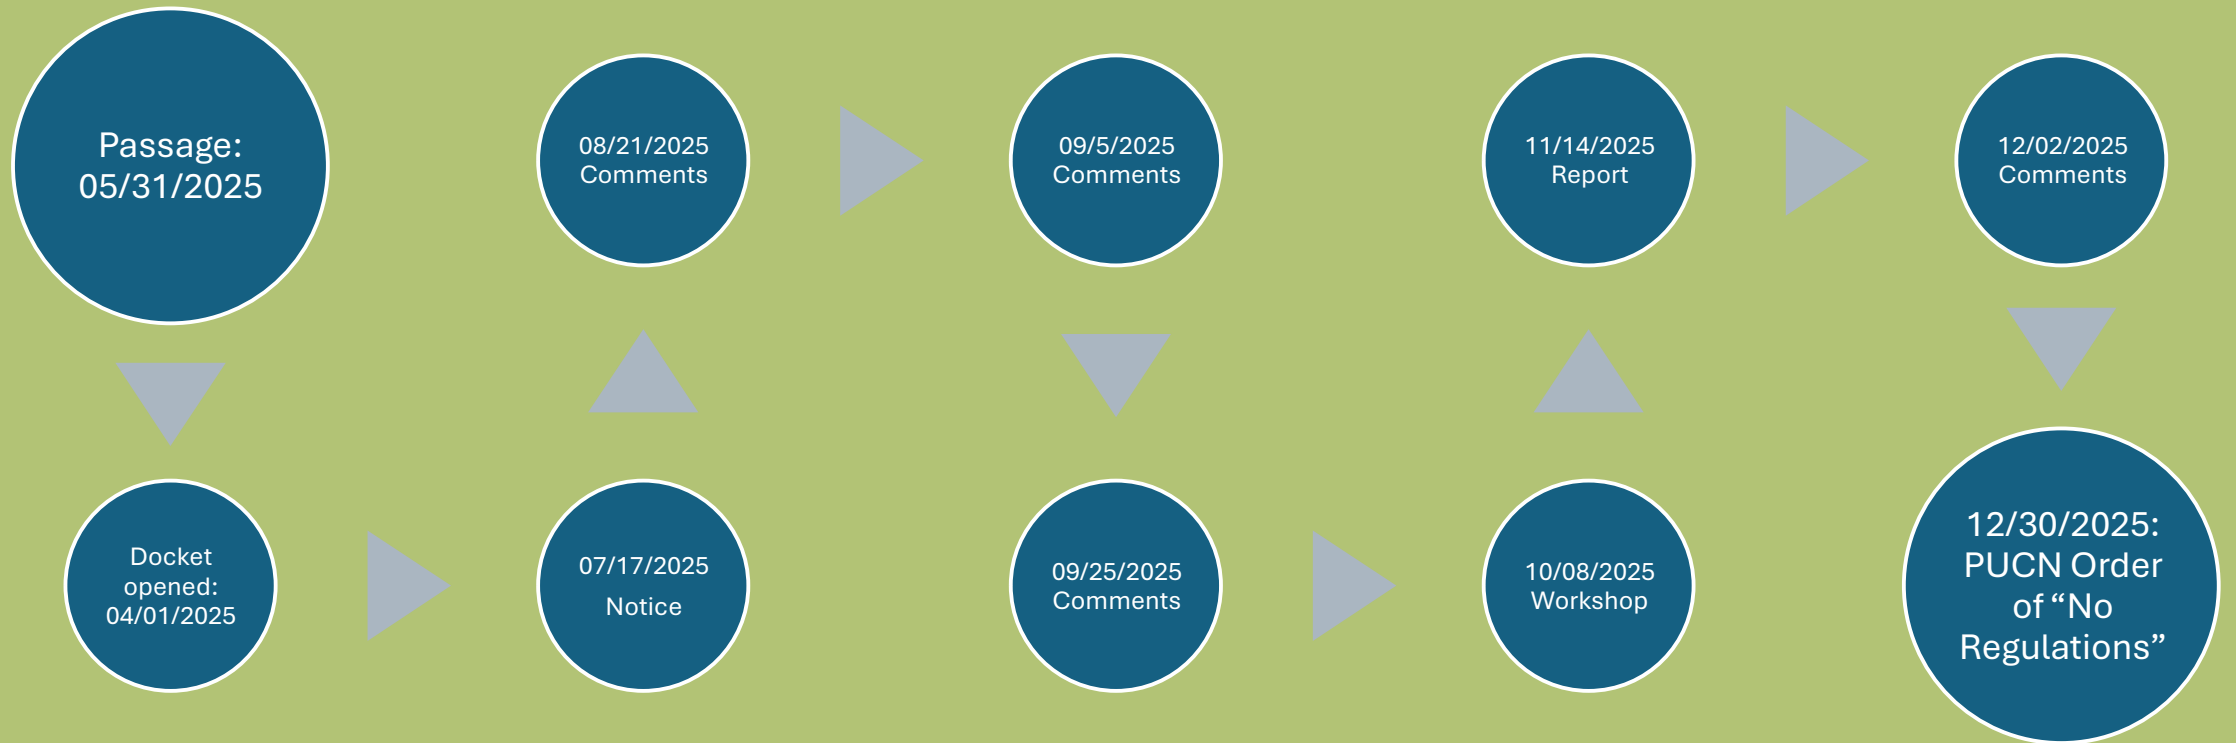 Passage:
05/31/2025
Docket
opened:
04/01/2025
07/17/2025
Notice
08/21/2025
Comments
09/5/2025
Comments
09/25/2025
Comments
10/08/2025
Workshop
11/14/2025
Report
12/02/2025
Comments
12/30/2025:
PUCN Order
of “No
Regulations”